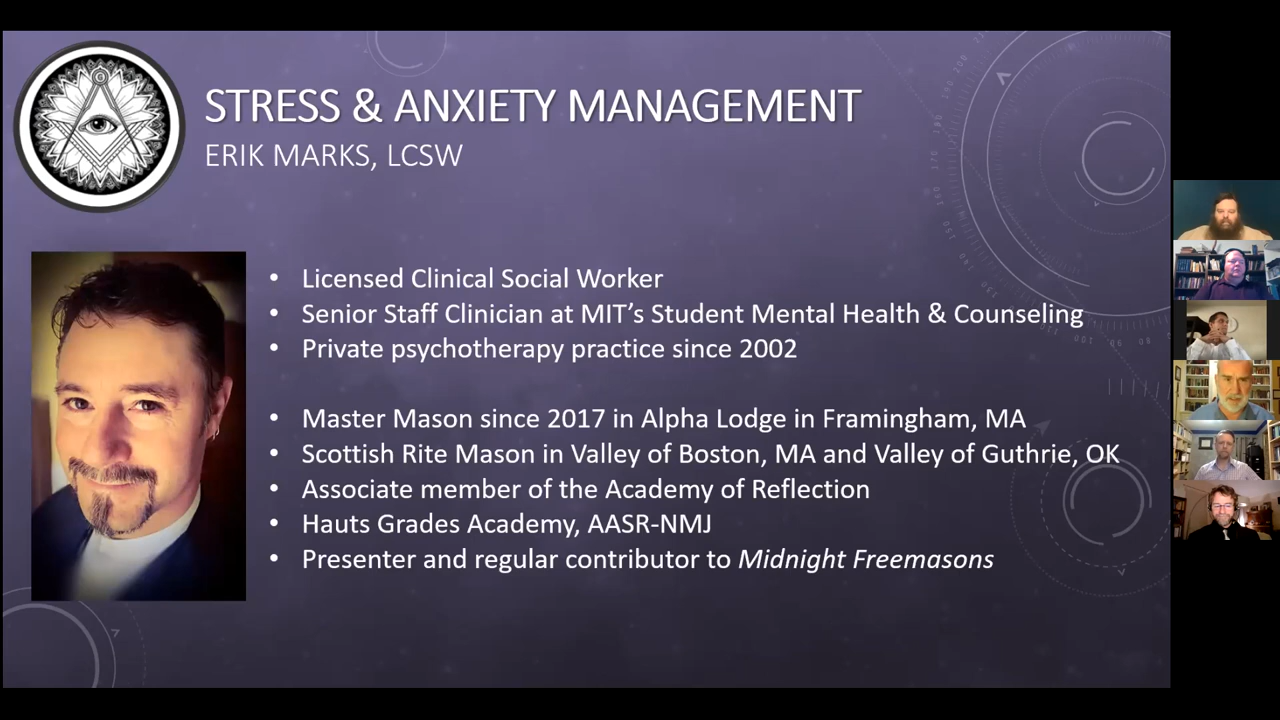 STRESS & ANXIETY MANAGEMENT
ERIK MARKS, LCSW
• Licensed Clinical Social Worker
• Senior Staff Clinician at MIT’s Student Mental Health & Counseling
• Private psychotherapy practice since 2002
• Master Mason since 2017 in Alpha Lodge in Framingham, MA
• Scottish Rite Mason in Valley of Boston, MA and Valley of Guthrie, OK
• Associate member of the Academy of Reflection
• Hauts Grades Academy, AASR-NMJ
• Presenter and regular contributor to Midnight Freemasons